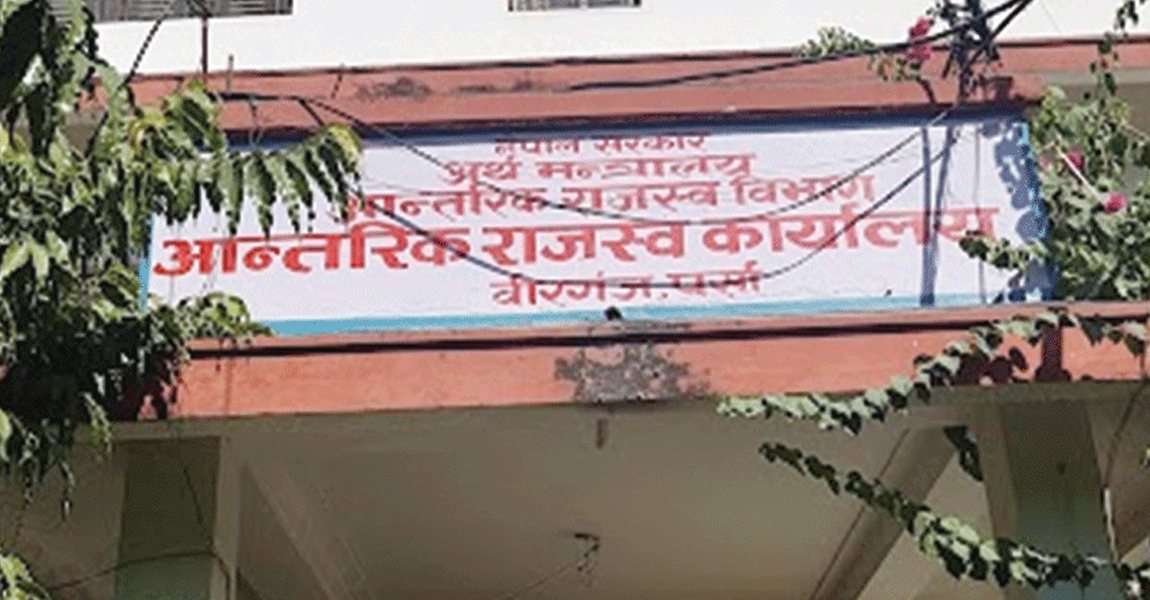 नेपाल सरकार
अर्थ मन्त्रालय
आन्तरिक राजस्व विभाग
आन्तरिक राजस्व कार्यालय
वीरगंज, पर्सा